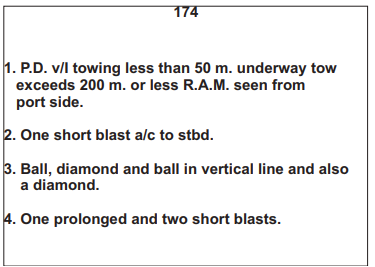 174
1. P.D. v/l towing less than 50 m. underway tow
exceeds 200 m. or less R.A.M. seen from
port side.
2. One short blast a/c to stbd.
3. Ball, diamond and ball in vertical line and also
a diamond.
4. One prolonged and two short blasts.